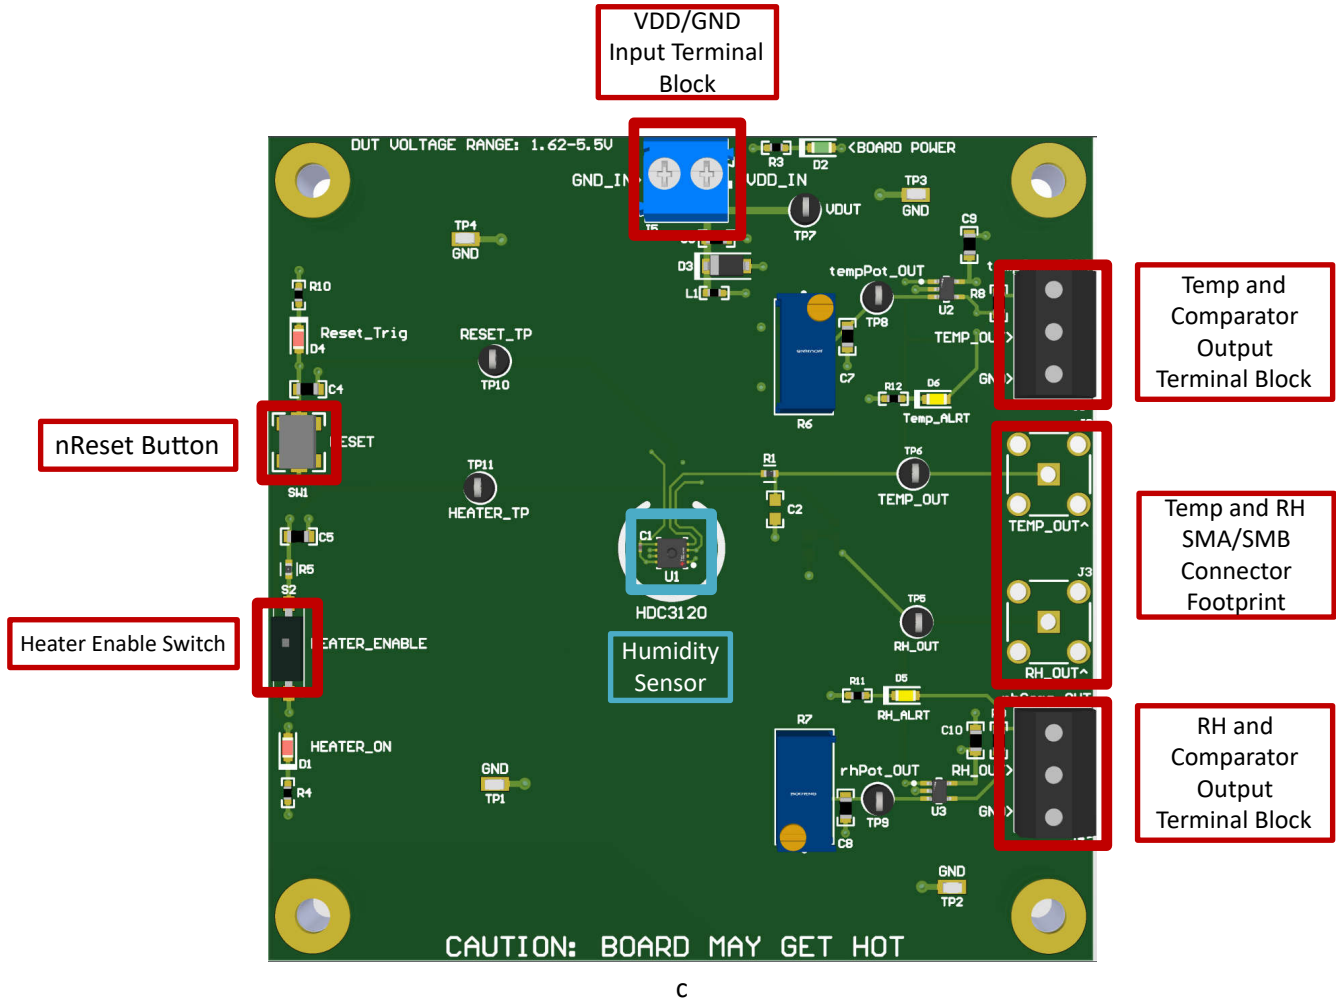 VDD/GND
Input Terminal
Block
DUT VOLTAGE RANGE: 1.62-5.5V
R3
D2
<BOARD POWER
GND_IN>
VDD_IN
TP3
GND
VDUT
TP7
TP4
GND
C9
D3
tempPot_OUT
L1
TP8
U2
R8
TEMP_OU
GND>
R10
Reset_Trig
D4
RESET_TP
TP10
C4
C7
R12
D6
Temp_ALRT
R6
Temp and
Comparator
Output
Terminal Block
nReset Button
ESET
SW1
TP11
HEATER_TP
R1
C2
TP6
TEMP_OUT
TEMP_OUT^
Temp and RH
SMA/SMB
Connector
Footprint
C5
R5
S2
C1
U1
HDC3120
J3
TP5
RH_OUT
RH_OUT^
Heater Enable Switch
EATER_ENABLE
Humidity
Sensor
R11
D5
RH_ALRT
R7
C10
HEATER_ON
D1
R4
GND
TP1
rhPot_OUT
RH_OU>
TP9
U3
GND>
C8
RH and
Comparator
Output
Terminal Block
GND
TP2
CAUTION: BOARD MAY GET HOT
c